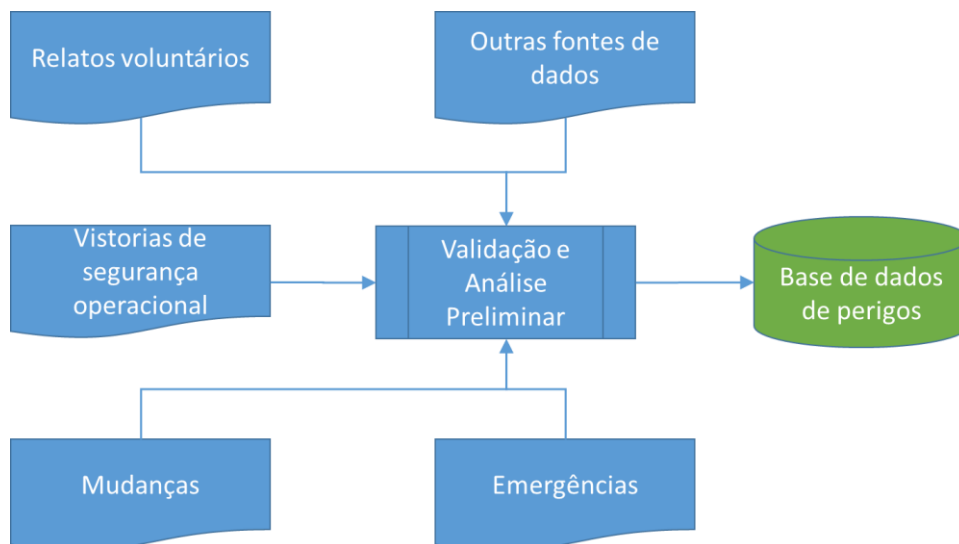 Relatos voluntários
Outras fontes de
dados
Vistorias de
segurança
operacional
Validação e
Análise
Preliminar
Base de dados
de perigos
Mudanças
Emergências